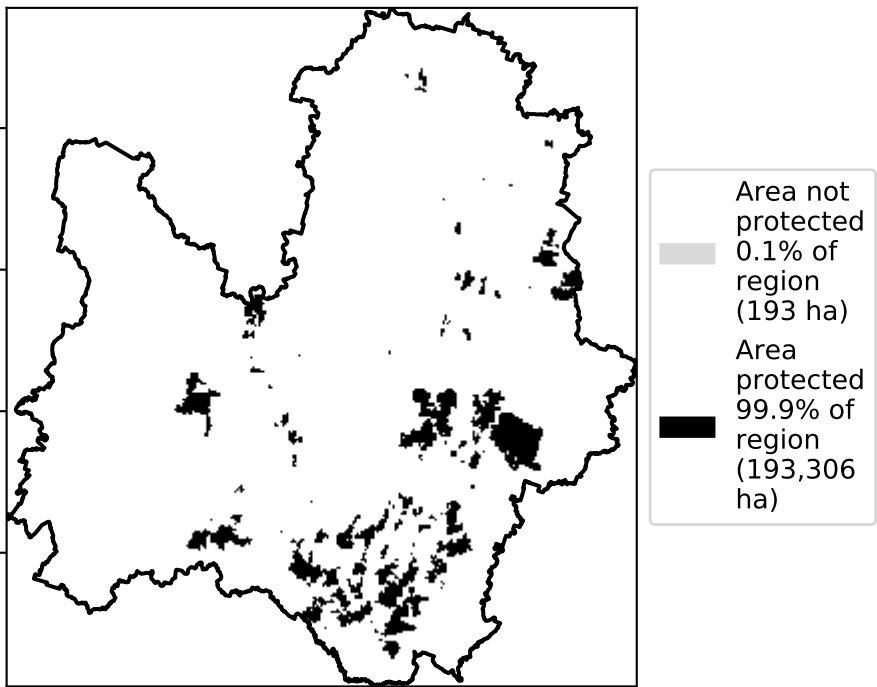 Area not
protected
0.1% of
region
(193 ha)
Area
protected
99.9% of
region
(193,306
ha)